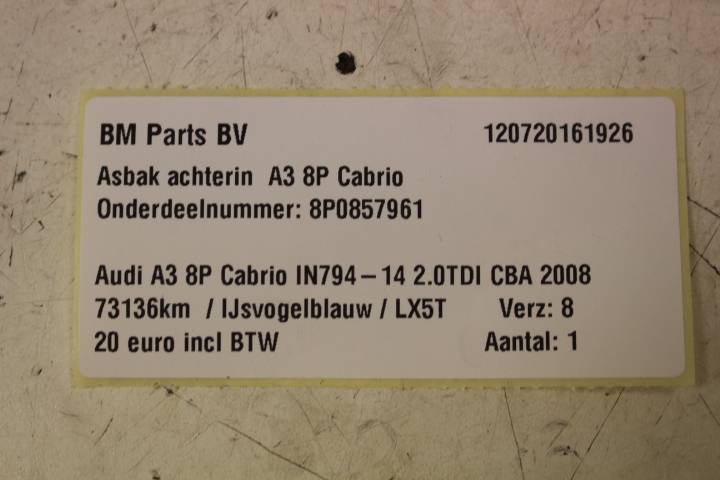 BM Parts BV 120720161926
Asbak achterin A3 8P Cabrio
Onderdeelnummer: 8P0857961
Audi A3 8P Cabrio IN794-14 2.0TDI CBA 2008
73136km / IJsvogelblauw / LX5T Verz: 8
20 euro incl BTW Aantal: 1